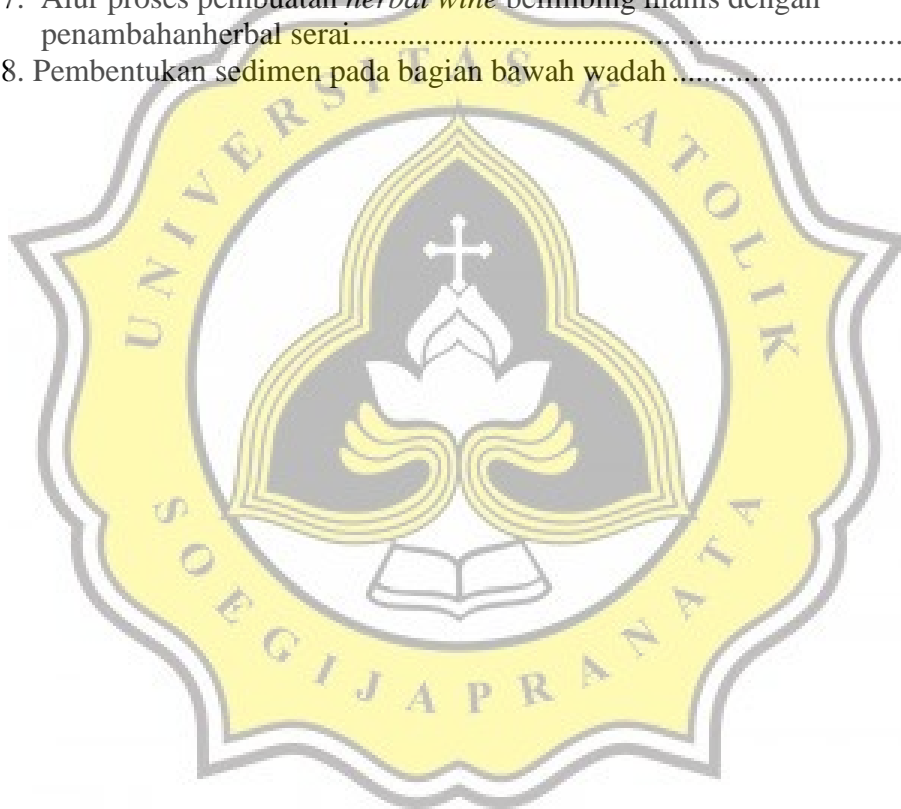 7. Alur proses pembuatan herbal wine belimbing manis dengan
penambahanherbal serai....................................................................
8. Pembentukan sedimen pada bagian bawah wadah ............................
UNIVERSITAS KATOLIK
SOEGIJAPRANATA